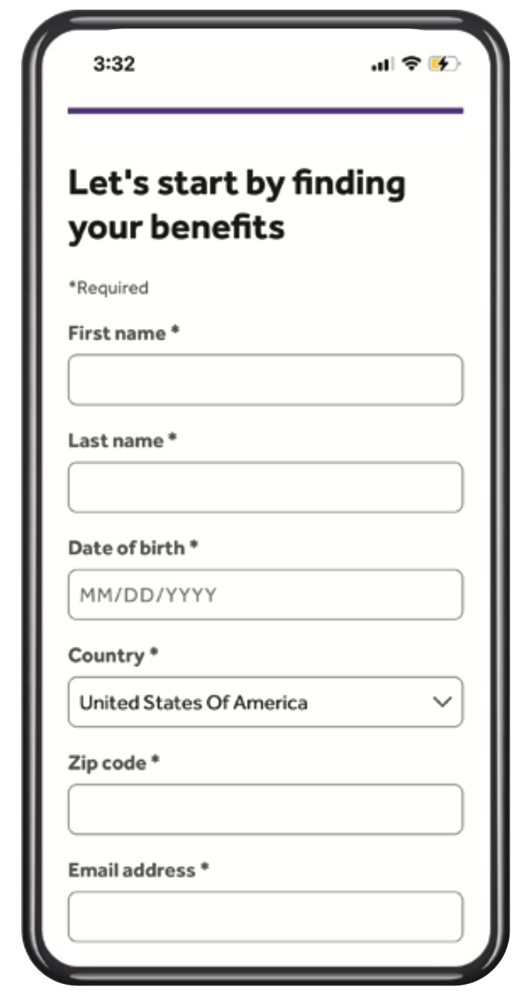 3:32
Let's start by finding
your benefits
*Required
First name *
Last name *
Date of birth *
MM/DD/YYYY
Country *
United States Of America
Zip code *
Email address *